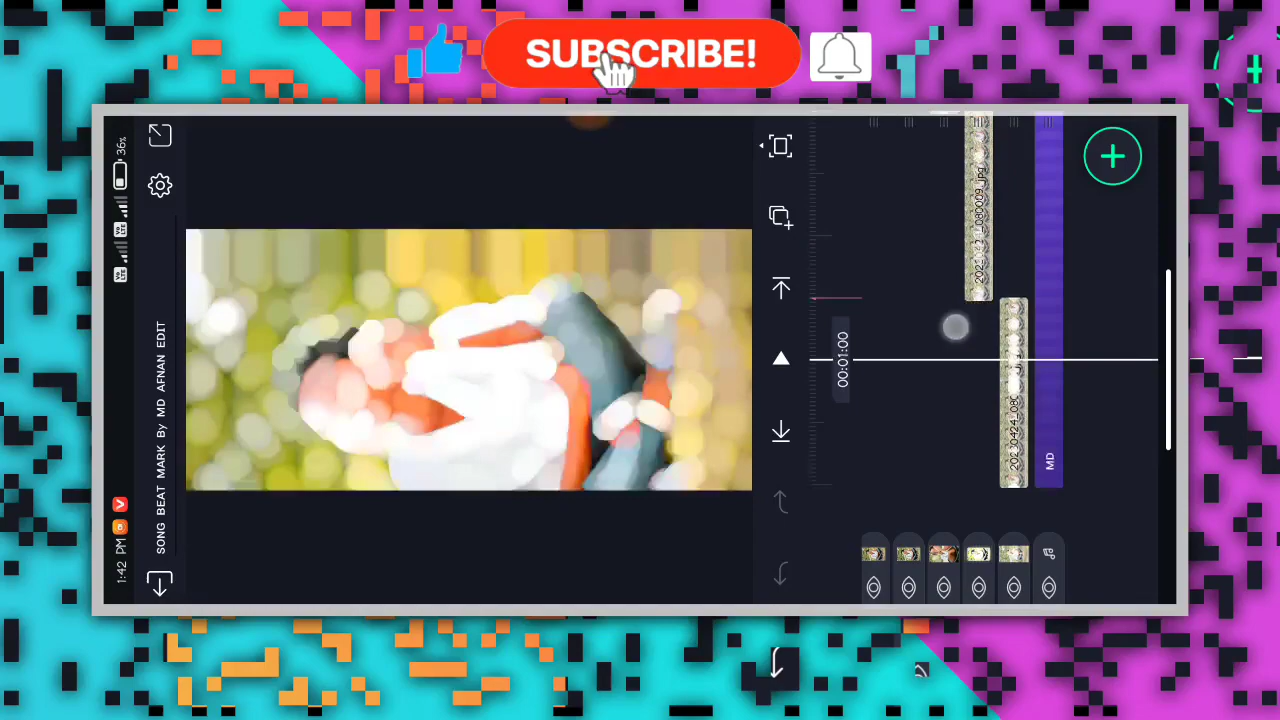 SUBSCRIBE!
36%
1:42 PM
SONG BEAT MARK By MD AFNAN EDIT
00:01:00
MD